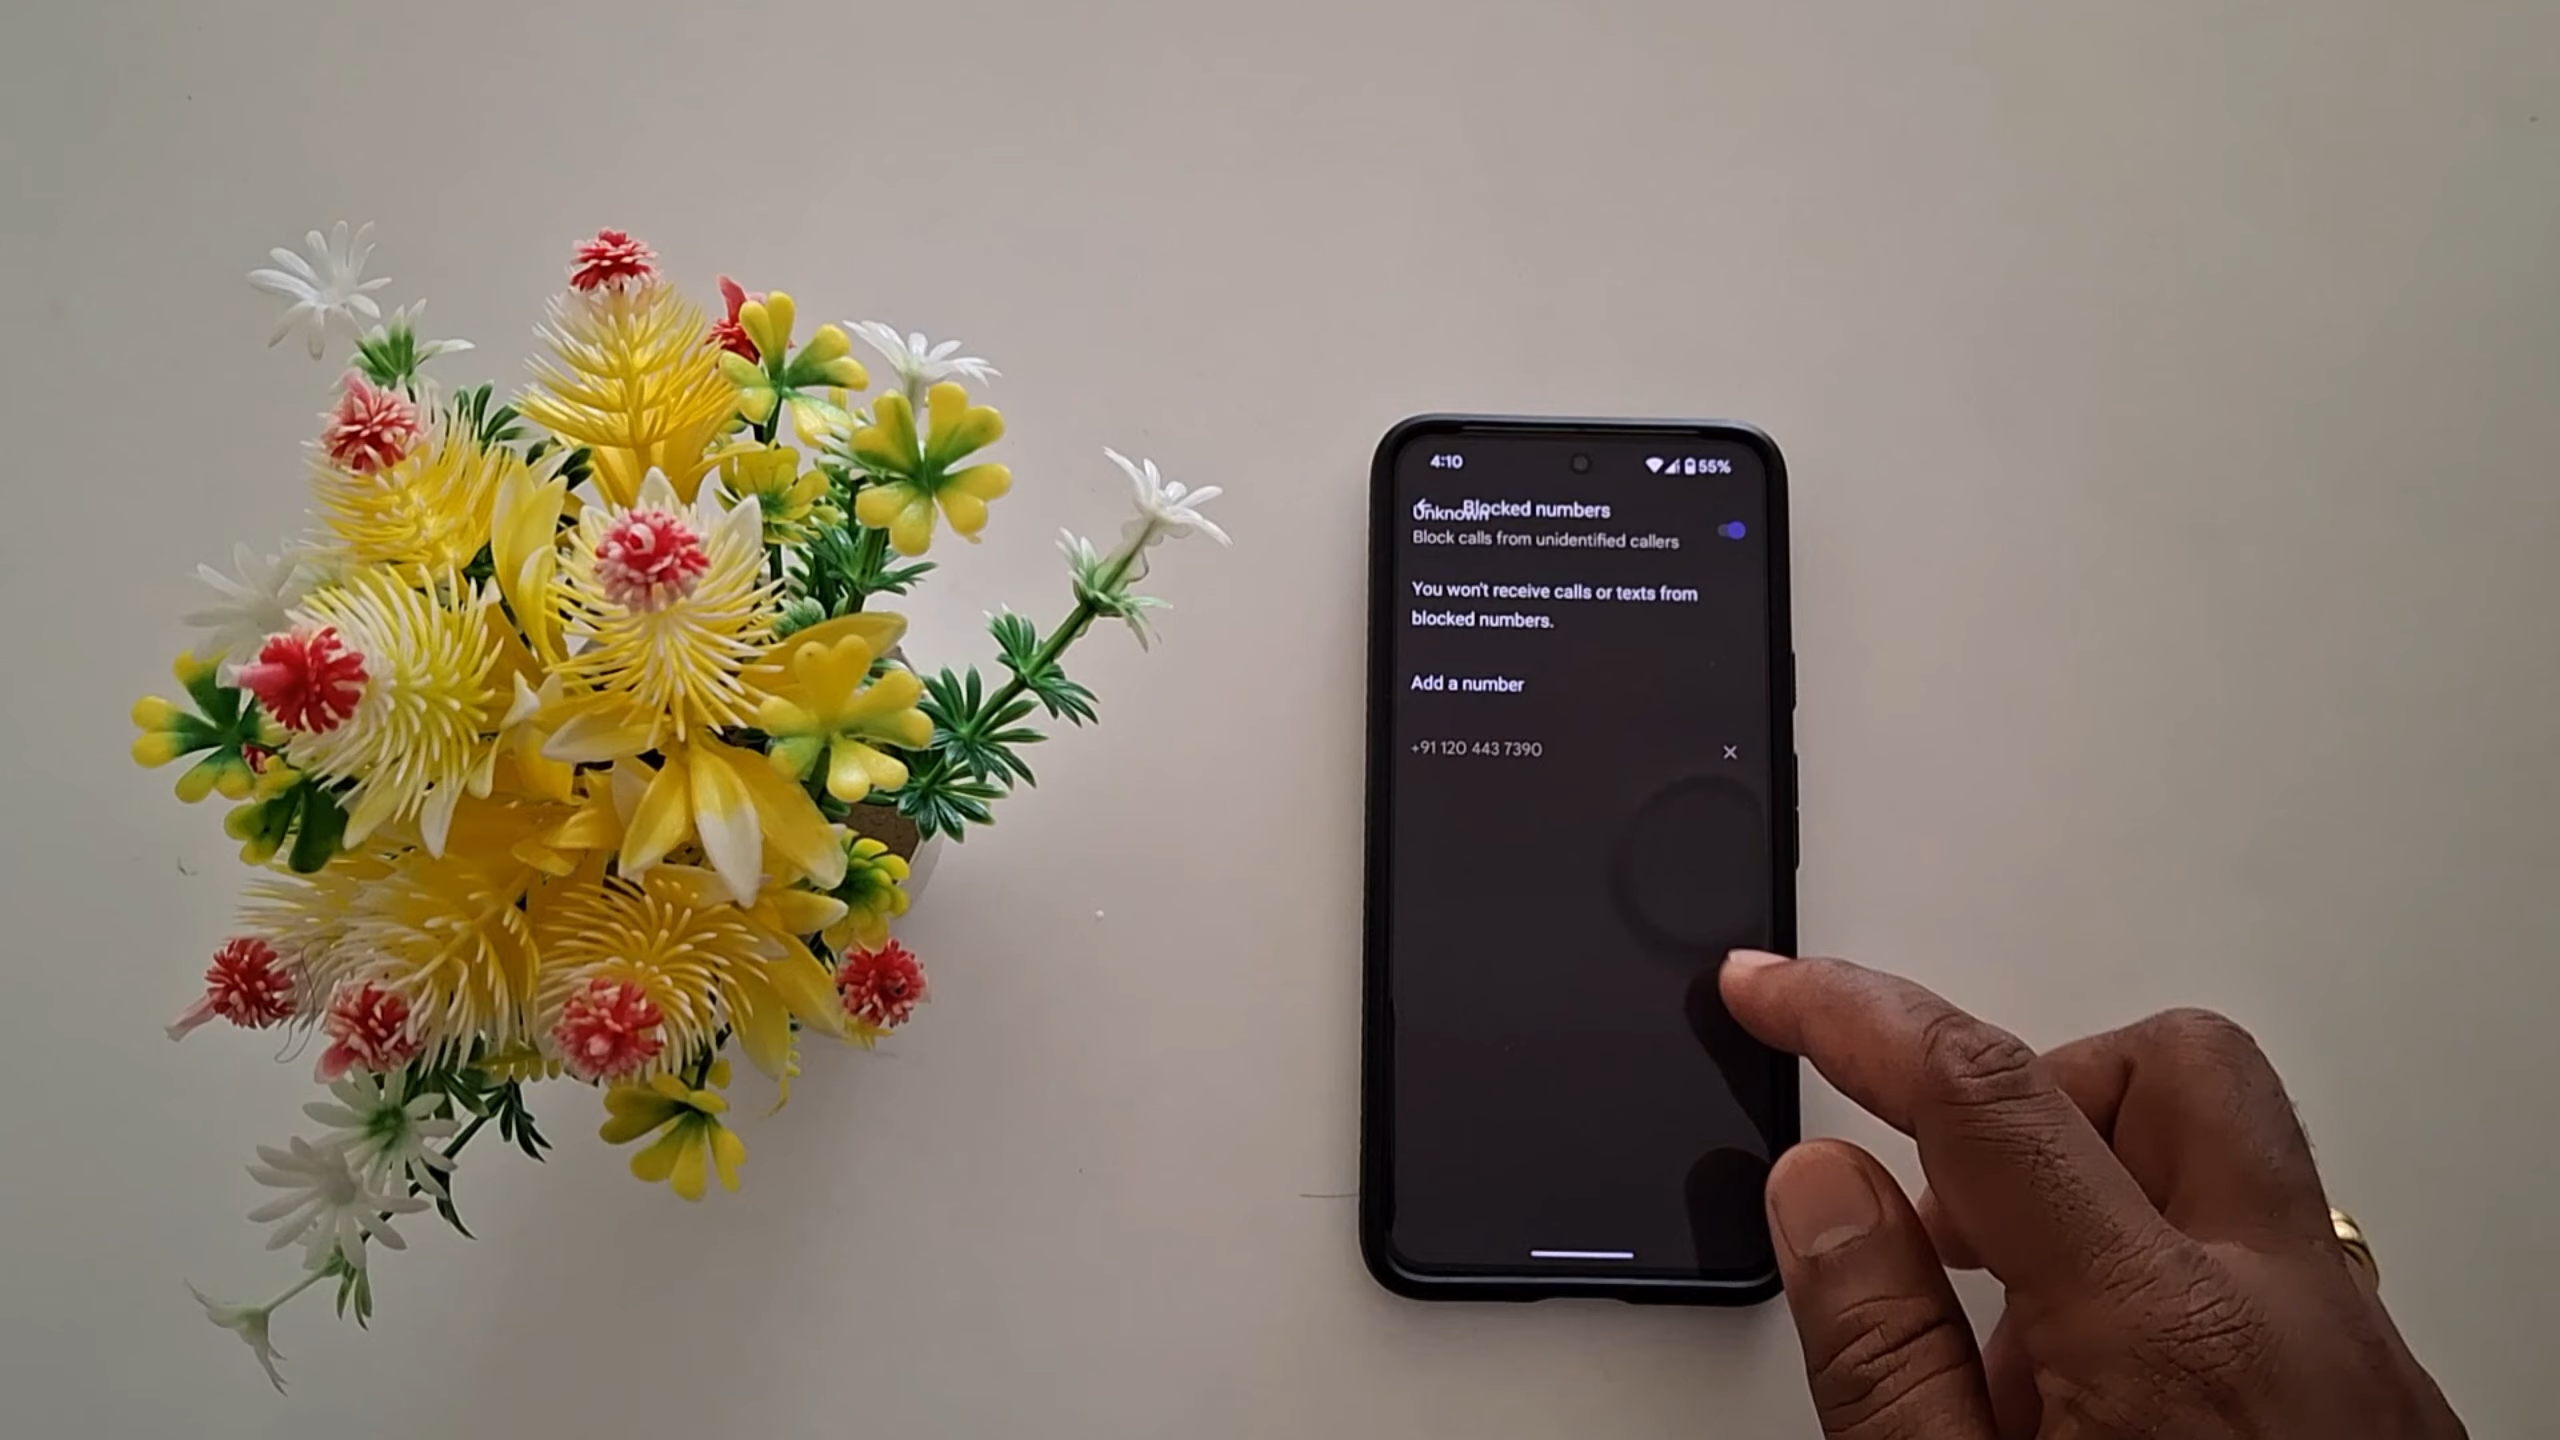 4:10 55%
Blocked numbers
Unknown
Block calls from unidentified callers
You won't receive calls or texts from
blocked numbers.
Add a number
+91 120 443 7390